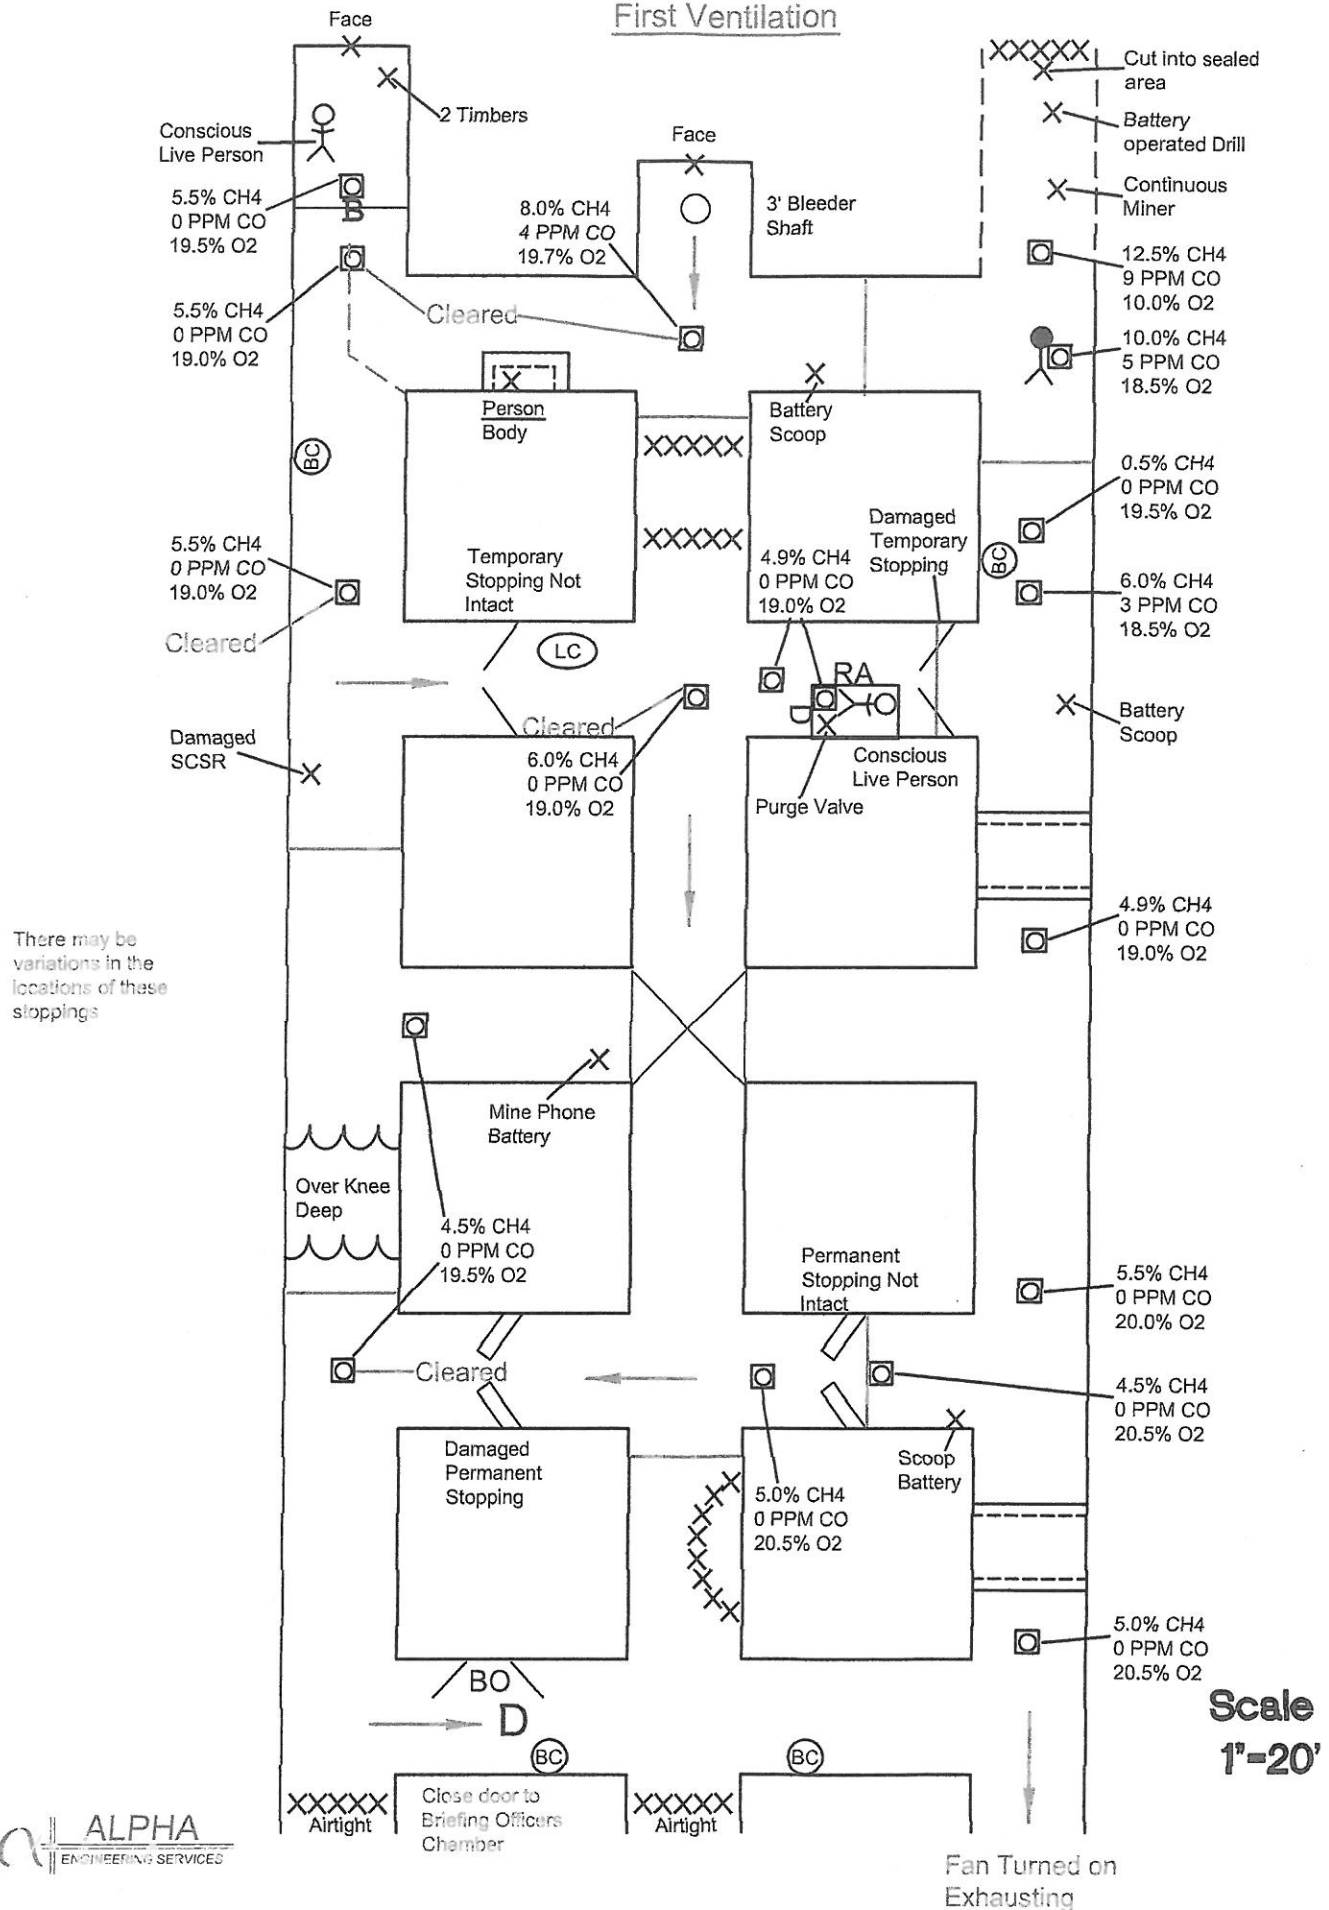 First Ventilation
Face
2 Timbers
Conscious
Live Person
5.5% CH4
0 PPM CO
19.5% O2
B
5.5% CH4
0 PPM CO
19.0% O2
Cleared
Face
3' Bleeder
Shaft
8.0% CH4
4 PPM CO
19.7% O2
Cut into sealed
area
Battery
operated Drill
Continuous
Miner
12.5% CH4
9 PPM CO
10.0% O2
10.0% CH4
5 PPM CO
18.5% O2
Person
Body
Battery
Scoop
BC
0.5% CH4
0 PPM CO
19.5% O2
5.5% CH4
0 PPM CO
19.0% O2
Cleared
Temporary
Stopping Not
Intact
Damaged
Temporary
Stopping
4.9% CH4
0 PPM CO
19.0% O2
BC
6.0% CH4
3 PPM CO
18.5% O2
LC
RA
D
Cleared
6.0% CH4
0 PPM CO
19.0% O2
Conscious
Live Person
Purge Valve
Battery
Scoop
Damaged
SCSR
There may be
variations in the
locations of these
stoppings
4.9% CH4
0 PPM CO
19.0% O2
Mine Phone
Battery
Over Knee
Deep
4.5% CH4
0 PPM CO
19.5% O2
Permanent
Stopping Not
Intact
5.5% CH4
0 PPM CO
20.0% O2
Cleared
4.5% CH4
0 PPM CO
20.5% O2
Damaged
Permanent
Stopping
Scoop
Battery
5.0% CH4
0 PPM CO
20.5% O2
5.0% CH4
0 PPM CO
20.5% O2
BO
D
BC
BC
Scale
1"=20'
XXXXX
Airtight
Close door to
Briefing Officers
Chamber
XXXXX
Airtight
ALPHA
ENGINEERING SERVICES
Fan Turned on
Exhausting